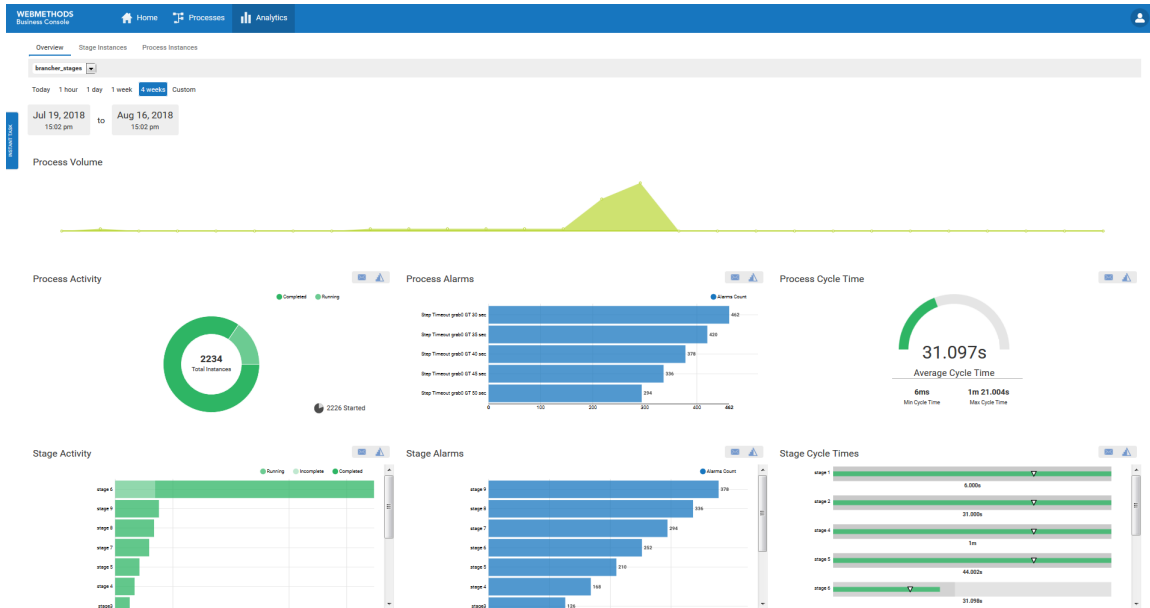 WEBMETHODS
Business Console
Home
Processes
Analytics
Overview
Stage Instances
Process Instances
brancher_stages
Today 1 hour 1 day 1 week 4 weeks Custom
Jul 19, 2018
15:02 pm
to
Aug 16, 2018
15:02 pm
INSTANT TASK
Process Volume
Process Activity
Completed Running
2234
Total Instances
2226 Started
Process Alarms
Alarms Count
Step Timeout grab0 GT 30 sec
460
Step Timeout grab0 GT 35 sec
420
Step Timeout grab0 GT 40 sec
378
Step Timeout grab0 GT 45 sec
336
Step Timeout grab0 GT 50 sec
294
0 100 200 300 400 462
Process Cycle Time
31.097s
Average Cycle Time
6ms
Min Cycle Time
1m 21.004s
Max Cycle Time
Stage Activity
Running Incomplete Completed
stage 6
stage 9
stage 8
stage 7
stage 5
stage 4
stage3
Stage Alarms
Alarms Count
stage 9
378
stage 8
336
stage 7
294
stage 6
252
stage 5
210
stage 4
168
stage3
126
Stage Cycle Times
stage 1
6.000s
stage 2
31.000s
stage 4
1m
stage 5
44.002s
stage 6
31.098s